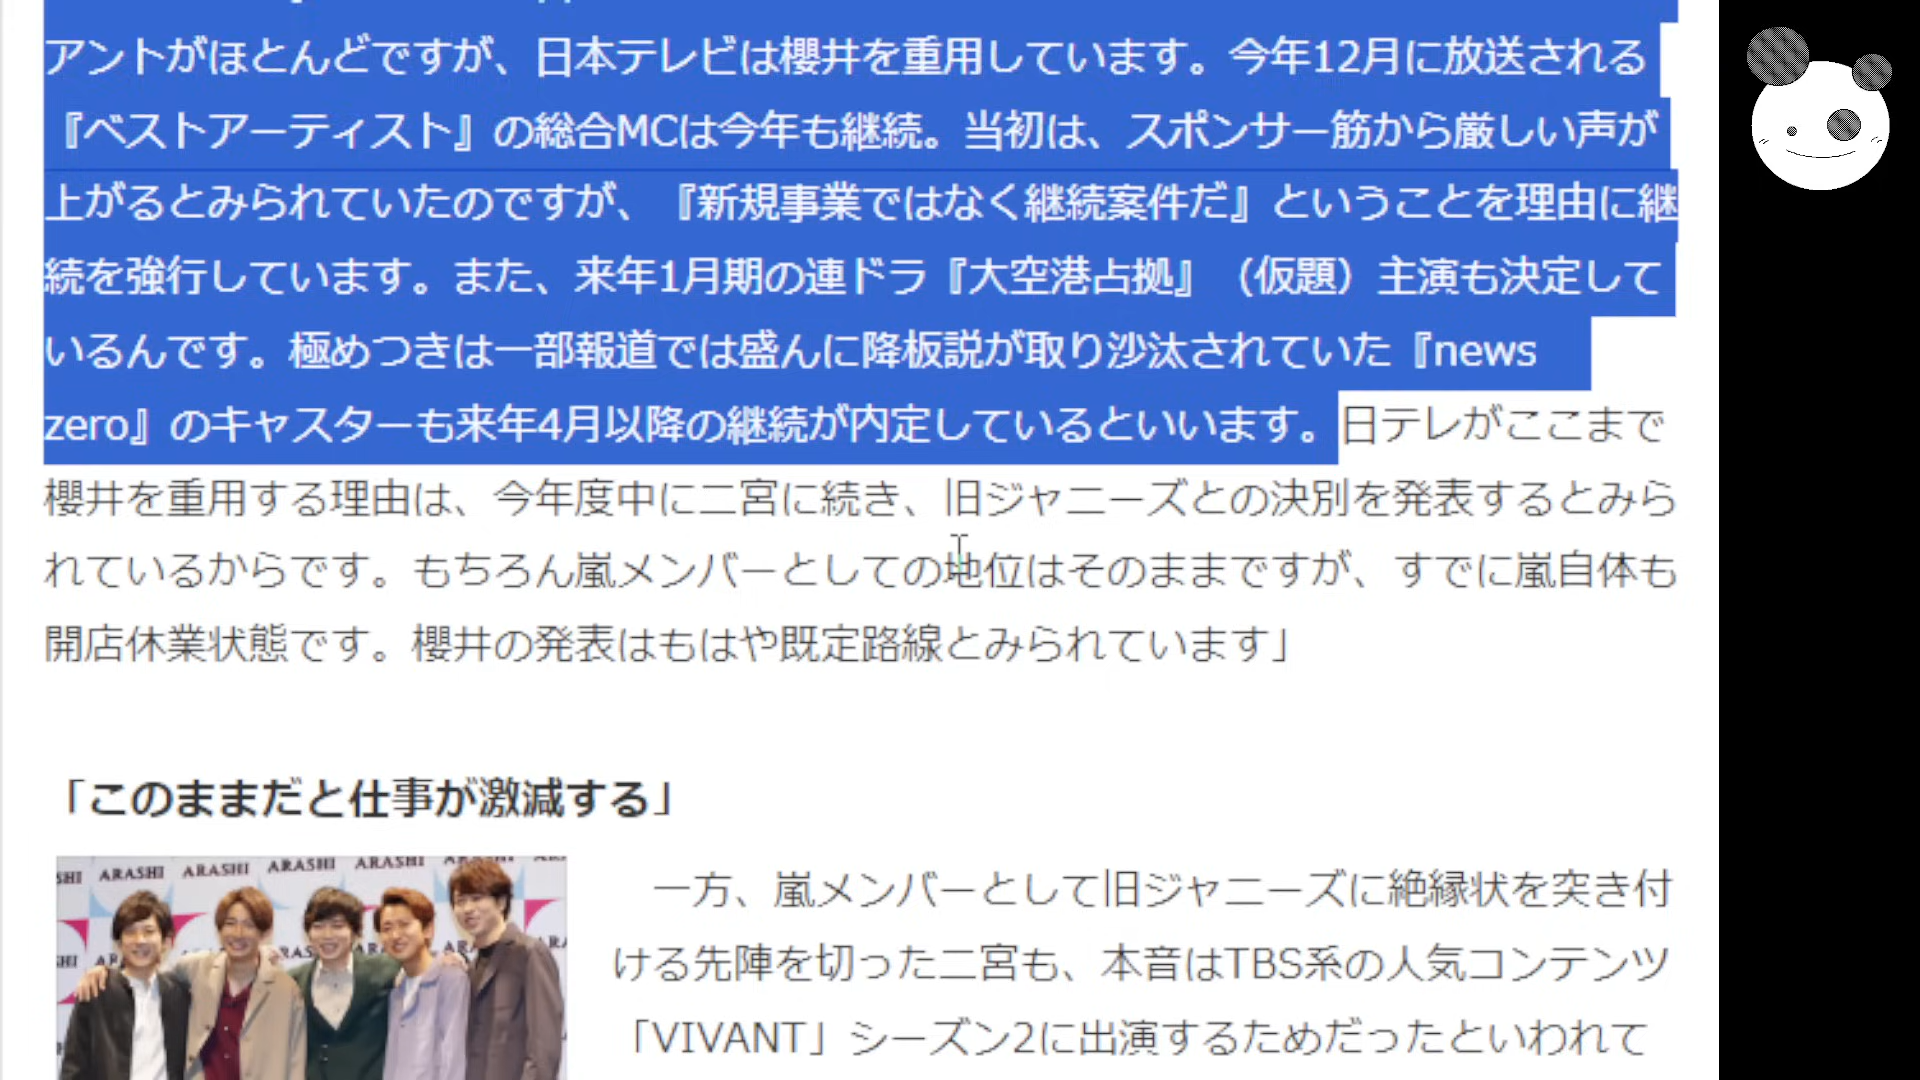 アントがほとんどですが、日本テレビは櫻井を重用しています。今年12月に放送される
『ベストアーティスト』の総合MCは今年も継続。当初は、スポンサー筋から厳しい声が
上がるとみられていたのですが、『新規事業ではなく継続案件だ』ということを理由に継
続を強行しています。また、来年1月期の連ドラ『大空港占拠』（仮題）主演も決定して
いるんです。極めつきは一部報道では盛んに降板説が取り沙汰されていた『news
zero』のキャスターも来年4月以降の継続が内定しているといいます。日テレがここまで
櫻井を重用する理由は、今年度中に二宮に続き、旧ジャニーズとの決別を発表するとみら
れているからです。もちろん嵐メンバーとしての地位はそのままですが、すでに嵐自体も
開店休業状態です。櫻井の発表はもはや既定路線とみられています」
「このままだと仕事が激減する」
SHI ARASHI ARASHI ARASHI ARASHI
一方、嵐メンバーとして旧ジャニーズに絶縁状を突き付
ける先陣を切った二宮も、本音はTBS系の人気コンテンツ
「VIVANT」シーズン2に出演するためだったといわれて